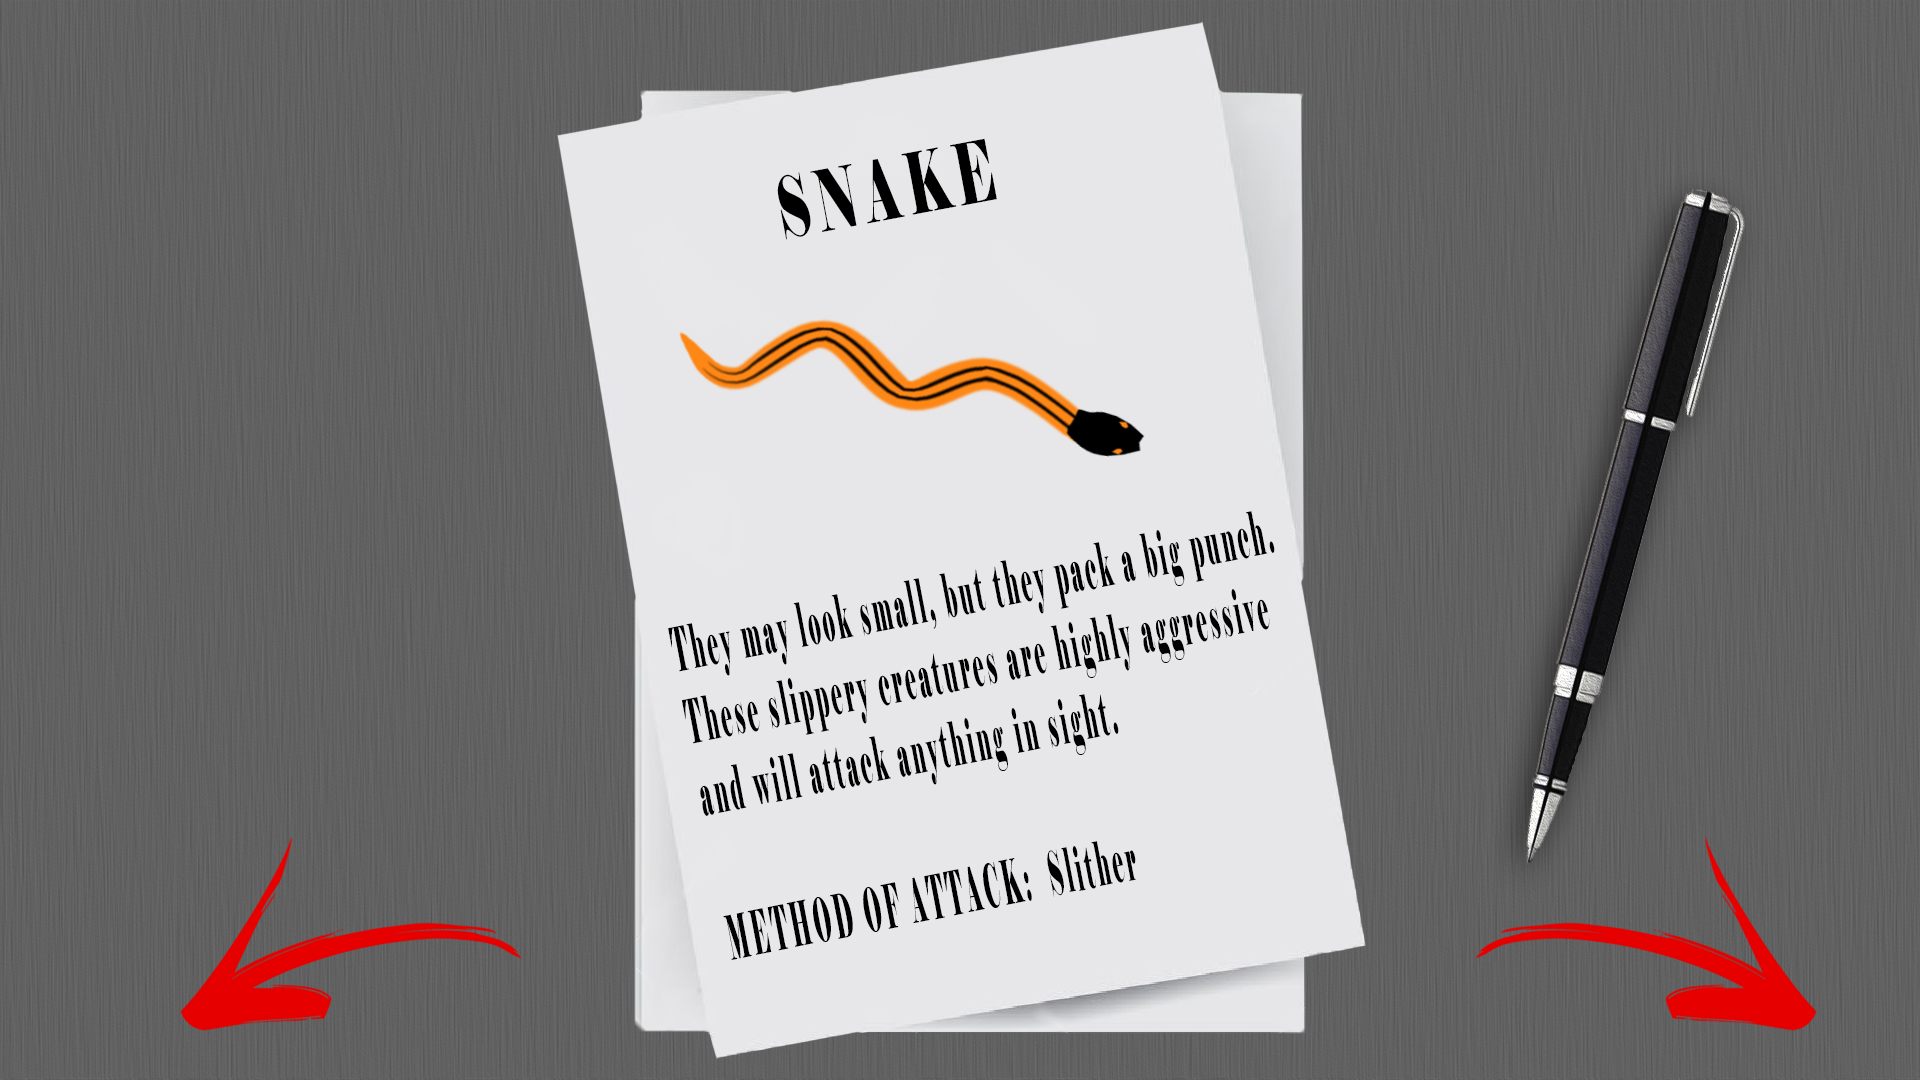 SNAKE
They may look small, but they pack a big punch.
These slippery creatures are highly aggressive
and will attack anything in sight.
METHOD OF ATTACK: Slither